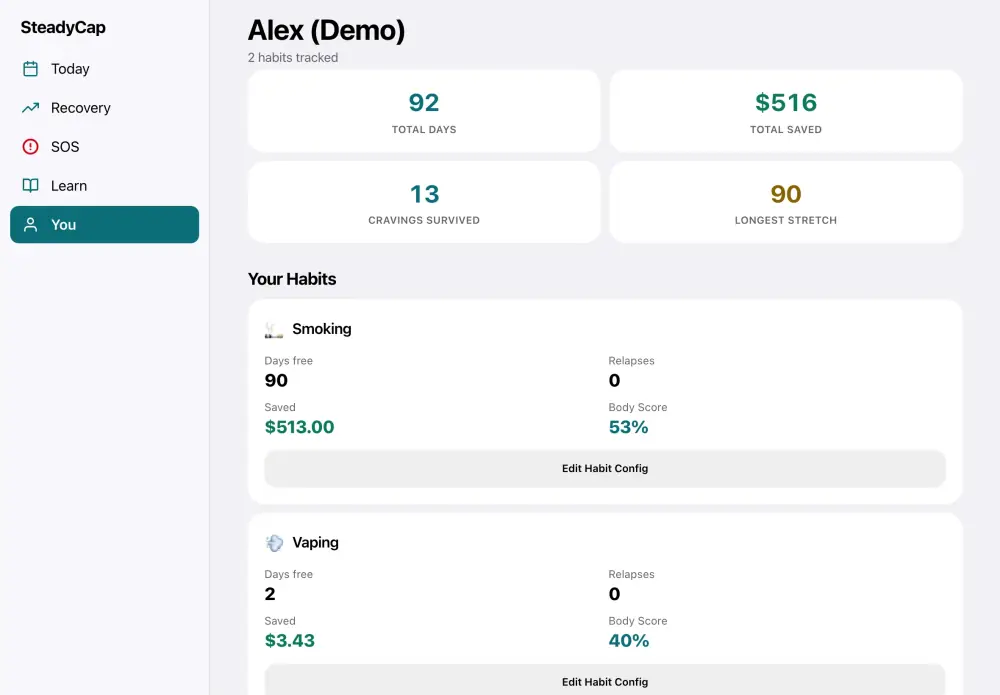 SteadyCap
Today
Recovery
SOS
Learn
You
Alex (Demo)
2 habits tracked
92
TOTAL DAYS
$516
TOTAL SAVED
13
CRAVINGS SURVIVED
90
LONGEST STRETCH
Your Habits
Smoking
Days free
90
Relapses
0
Saved
$513.00
Body Score
53%
Edit Habit Config
Vaping
Days free
2
Relapses
0
Saved
$3.43
Body Score
40%
Edit Habit Config